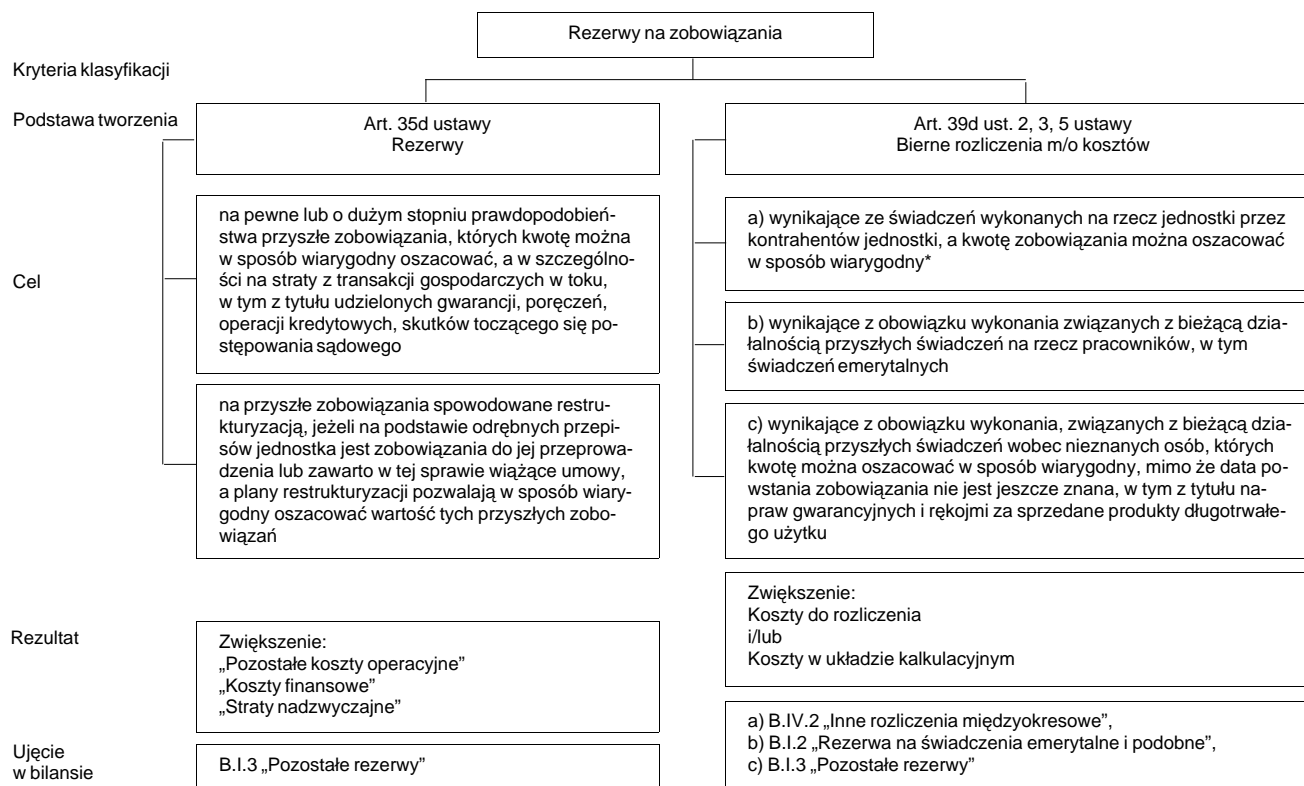 Rezerwy na zobowiązania
Kryteria klasyfikacji
Podstawa tworzenia
Art. 35d ustawy
Rezerwy
Art. 39d ust. 2, 3, 5 ustawy
Bierne rozliczenia m/o kosztów
Cel
na pewne lub o dużym stopniu prawdopodobień-
stwa przyszłe zobowiązania, których kwotę można
w sposób wiarygodny oszacować, a w szczególno-
ści na straty z transakcji gospodarczych w toku,
w tym z tytułu udzielonych gwarancji, poręczeń,
operacji kredytowych, skutków toczącego się po-
stępowania sądowego
na przyszłe zobowiązania spowodowane restru-
kturyzacją, jeżeli na podstawie odrębnych przepi-
sów jednostka jest zobowiązania do jej przeprowa-
dzenia lub zawarto w tej sprawie wiążące umowy,
a plany restrukturyzacji pozwalają w sposób wiary-
godny oszacować wartość tych przyszłych zobo-
wiązań
a) wynikające ze świadczeń wykonanych na rzecz jednostki przez
kontrahentów jednostki, a kwotę zobowiązania można oszacować
w sposób wiarygodny*
b) wynikające z obowiązku wykonania związanych z bieżącą dzia-
łalnością przyszłych świadczeń na rzecz pracowników, w tym
świadczeń emerytalnych
c) wynikające z obowiązku wykonania, związanych z bieżącą dzia-
łalnością przyszłych świadczeń wobec nieznanych osób, których
kwotę można oszacować w sposób wiarygodny, mimo że data po-
wstania zobowiązania nie jest jeszcze znana, w tym z tytułu na-
praw gwarancyjnych i rękojmi za sprzedane produkty długotrwałe-
go użytku
Rezultat
Zwiększenie:
„Pozostałe koszty operacyjne”
„Koszty finansowe”
„Straty nadzwyczajne”
Zwiększenie:
Koszty do rozliczenia
i/lub
Koszty w układzie kalkulacyjnym
Ujęcie
w bilansie
B.I.3 „Pozostałe rezerwy”
a) B.IV.2 „Inne rozliczenia międzyokresowe”,
b) B.I.2 „Rezerwa na świadczenia emerytalne i podobne”,
c) B.I.3 „Pozostałe rezerwy”